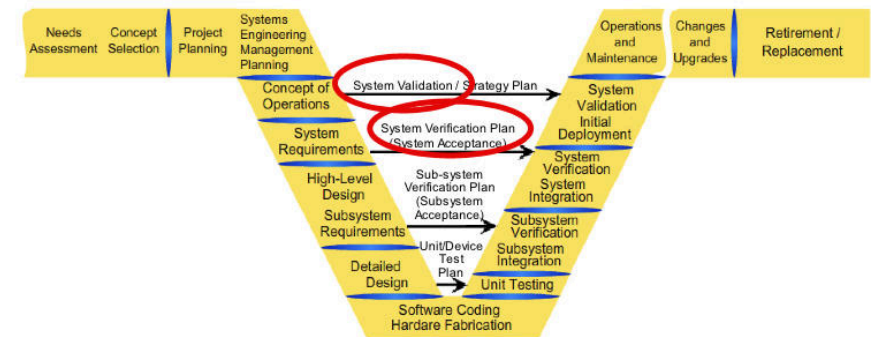 Needs
Assessment
Concept
Selection
Project
Planning
Systems
Engineering
Management
Planning
Operations
and
Maintenance
Changes
and
Upgrades
Retirement /
Replacement
Concept of
Operations
System Validation / Strategy Plan
System
Validation
Initial
Deployment
System
Requirements
System Verification Plan
(System Acceptance)
System
Verification
System
Integration
High-Level
Design
Subsystem
Requirements
Sub-system
Verification Plan
(Subsystem
Acceptance)
Subsystem
Verification
Subsystem
Integration
Detailed
Design
Unit/Device
Test
Plan
Unit Testing
Software Coding
Hardare Fabrication